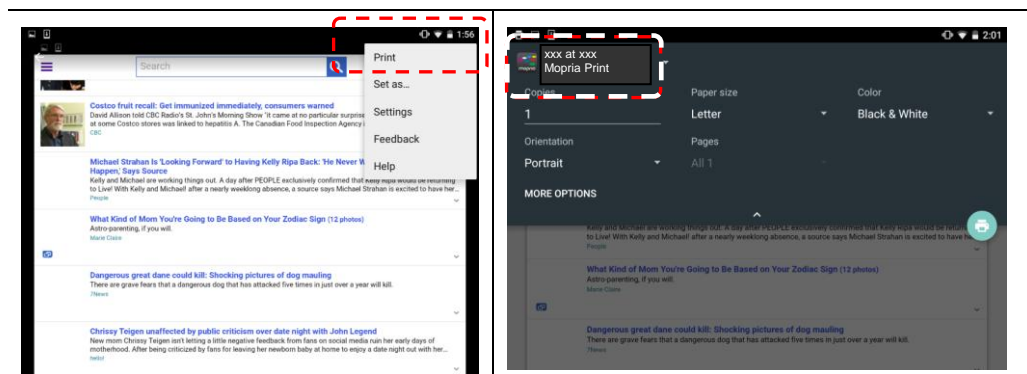 1:56
Search
Print
Set as...
Settings
Feedback
Help
Costco fruit recall: Get immunized immediately, consumers warned
David Allison told CBC Radio's St. John's Morning Show "it came at no particular surprise
at some Costco stores was linked to hepatitis A. The Canadian Food Inspection Agency
CBC
Michael Strahan Is 'Looking Forward' to Having Kelly Ripa Back: 'He Never W
Happen,' Says Source
Kelly and Michael are working things out. A day after PEOPLE exclusively confirmed that Kelly Ripa would be returning
to Live! With Kelly and Michael! after a nearly weeklong absence, a source says Michael Strahan is excited to have her...
People
What Kind of Mom You're Going to Be Based on Your Zodiac Sign (12 photos)
Astro-parenting, if you will.
Marie Claire
Dangerous great dane could kill: Shocking pictures of dog mauling
There are grave fears that a dangerous dog that has attacked five times in just over a year will kill.
7News
Chrissy Teigen unaffected by public criticism over date night with John Legend
New mom Chrissy Teigen isn't letting a little negative feedback from fans on social media ruin her early days of
motherhood. After being criticized by fans for leaving her newborn baby at home to enjoy a date night out with her...
hello!
2:01
mopria
xxx at xxx
Mopria Print
Copies
1
Paper size
Letter
Color
Black & White
Orientation
Portrait
Pages
All 1
MORE OPTIONS
Kelly and Michael are working things out. A day after PEOPLE exclusively confirmed that Kelly Ripa would be return
to Live! With Kelly and Michael! after a nearly weeklong absence, a source says Michael Strahan is excited to have h
People
What Kind of Mom You're Going to Be Based on Your Zodiac Sign (12 photos)
Astro-parenting, if you will.
Marie Claire
Dangerous great dane could kill: Shocking pictures of dog mauling
There are grave fears that a dangerous dog that has attacked five times in just over a year will kill.
7News